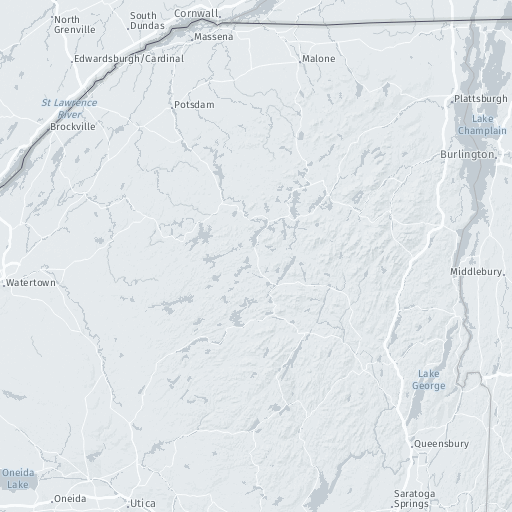 South
Dundas
Cornwall
North
Grenville
Massena
Malone
Edwardsburgh/Cardinal
St Lawrence
River
Potsdam
Plattsburgh
Brockville
Lake
Champlain
Burlington
Middlebury
Watertown
Lake
George
Queensbury
Oneida
Lake
Oneida
Utica
Saratoga
Springs